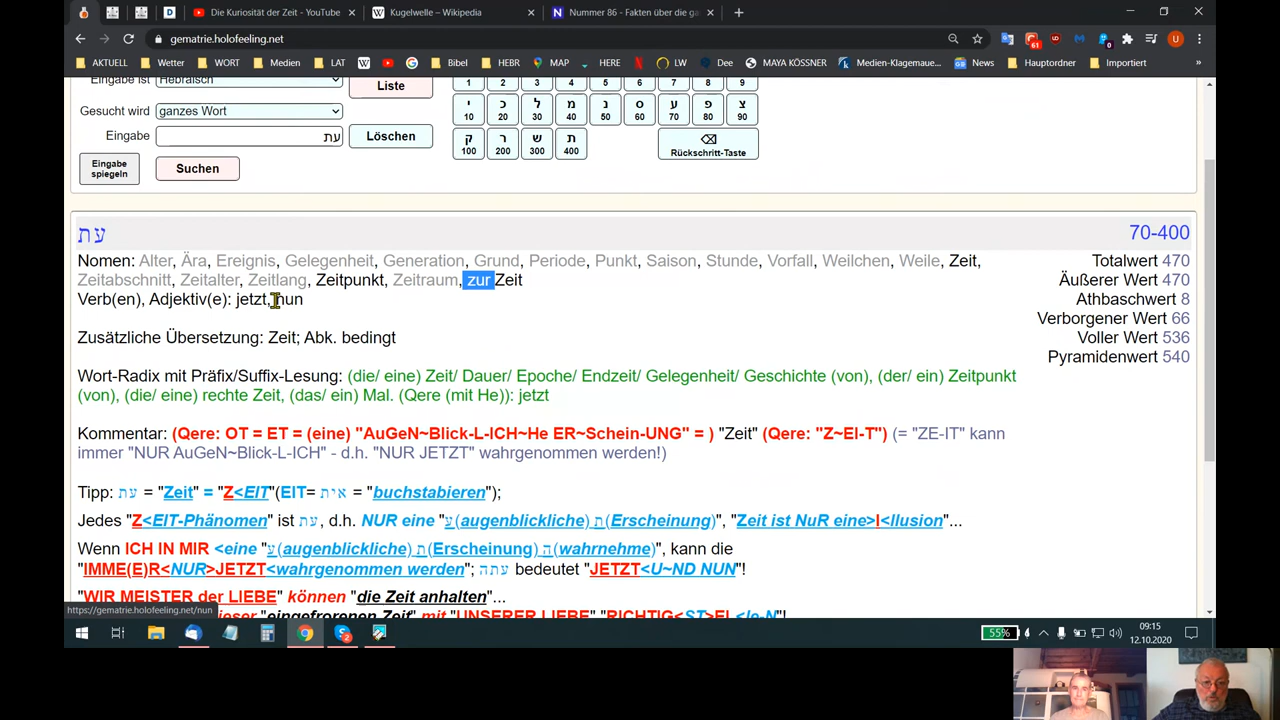 Die Kuriosität der Zeit - YouTube
Kugelwelle – Wikipedia
Nummer 86 - Fakten über die ga
gematrie.holofeeling.net
AKTUELL Wetter WORT Medien LAT Bibel HEBR MAP HERE LW Dee MAYA KÖSSNER Medien-Klagemaue... News Hauptordner Importiert »
Eingabe ist Hebräisch
Liste
Gesucht wird ganzes Wort
Eingabe עת
Löschen
Eingabe spiegeln
Suchen
1 2 3 4 5 6 7 8 9
י כ ל מ נ ס ע פ צ
10 20 30 40 50 60 70 80 90
ק ר ש ת
100 200 300 400
Rückschritt-Taste
עת 70-400
Nomen: Alter, Ära, Ereignis, Gelegenheit, Generation, Grund, Periode, Punkt, Saison, Stunde, Vorfall, Weilchen, Weile, Zeit,
Zeitabschnitt, Zeitalter, Zeitlang, Zeitpunkt, Zeitraum, zur Zeit
Verb(en), Adjektiv(e): jetzt, nun
Totalwert 470
Äußerer Wert 470
Athbaschwert 8
Verborgener Wert 66
Voller Wert 536
Pyramidenwert 540
Zusätzliche Übersetzung: Zeit; Abk. bedingt
Wort-Radix mit Präfix/Suffix-Lesung: (die/ eine) Zeit/ Dauer/ Epoche/ Endzeit/ Gelegenheit/ Geschichte (von), (der/ ein) Zeitpunkt
(von), (die/ eine) rechte Zeit, (das/ ein) Mal. (Qere (mit He)): jetzt
Kommentar: (Qere: OT = ET = (eine) "AuGeN~Blick-L-ICH~He ER~Schein-UNG" = ) "Zeit" (Qere: "Z~EI-T") (= "ZE-IT" kann
immer "NUR AuGeN~Blick-L-ICH" - d.h. "NUR JETZT" wahrgenommen werden!)
Tipp: עת = "Zeit" = "Z<EIT"(EIT= אית = "buchstabieren");
Jedes "Z<EIT-Phänomen" ist עת, d.h. NUR eine "ע(augenblickliche) ת(Erscheinung)", "Zeit ist NuR eine>I<llusion"...
Wenn ICH IN MIR <eine "ע(augenblickliche) ת(Erscheinung) ה(wahrnehme)", kann die
"IMME(E)R<NUR>JETZT<wahrgenommen werden"; עתה bedeutet "JETZT<U~ND NUN"!
"WIR MEISTER der LIEBE" können "die Zeit anhalten"...
dieser "eingefrorenen Zeit" mit "UNSERER LIEBE" "RICHTIG<ST>EL<le-N"!
https://gematrie.holofeeling.net/nun
55%
09:15
12.10.2020